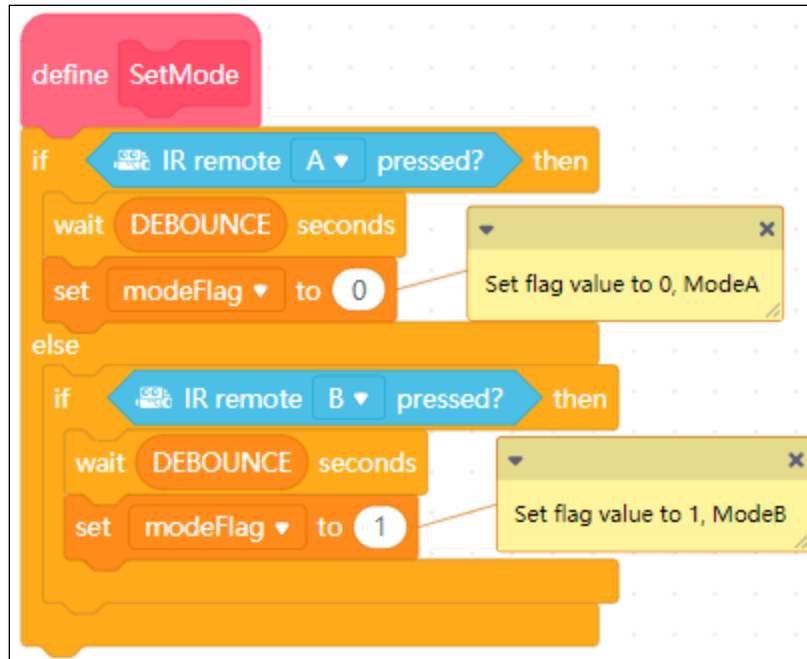 define SetMode
if IR remote A pressed? then
wait DEBOUNCE seconds
set modeFlag to 0
Set flag value to 0, ModeA
else
if IR remote B pressed? then
wait DEBOUNCE seconds
set modeFlag to 1
Set flag value to 1, ModeB